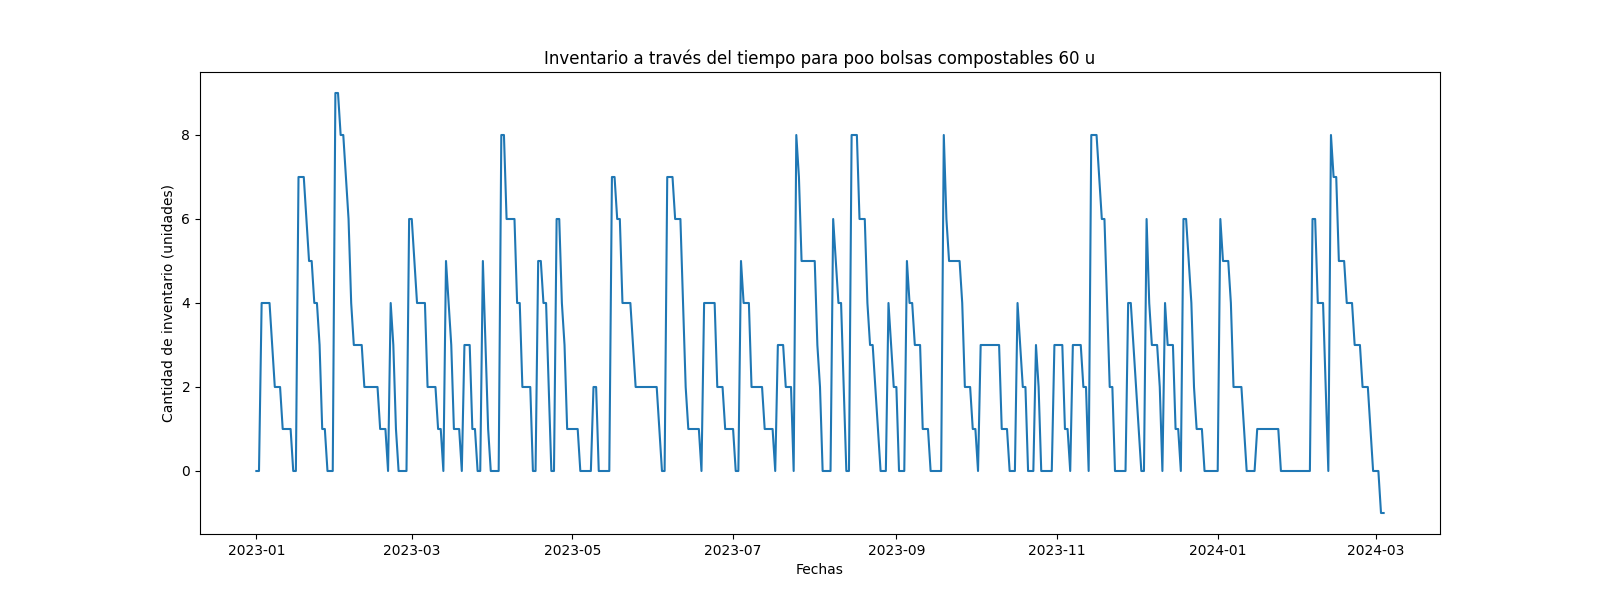 Inventario a través del tiempo para poo bolsas compostables 60 u
Cantidad de inventario (unidades)
8
6
4
2
0
2023-01 2023-03 2023-05 2023-07 2023-09 2023-11 2024-01 2024-03
Fechas